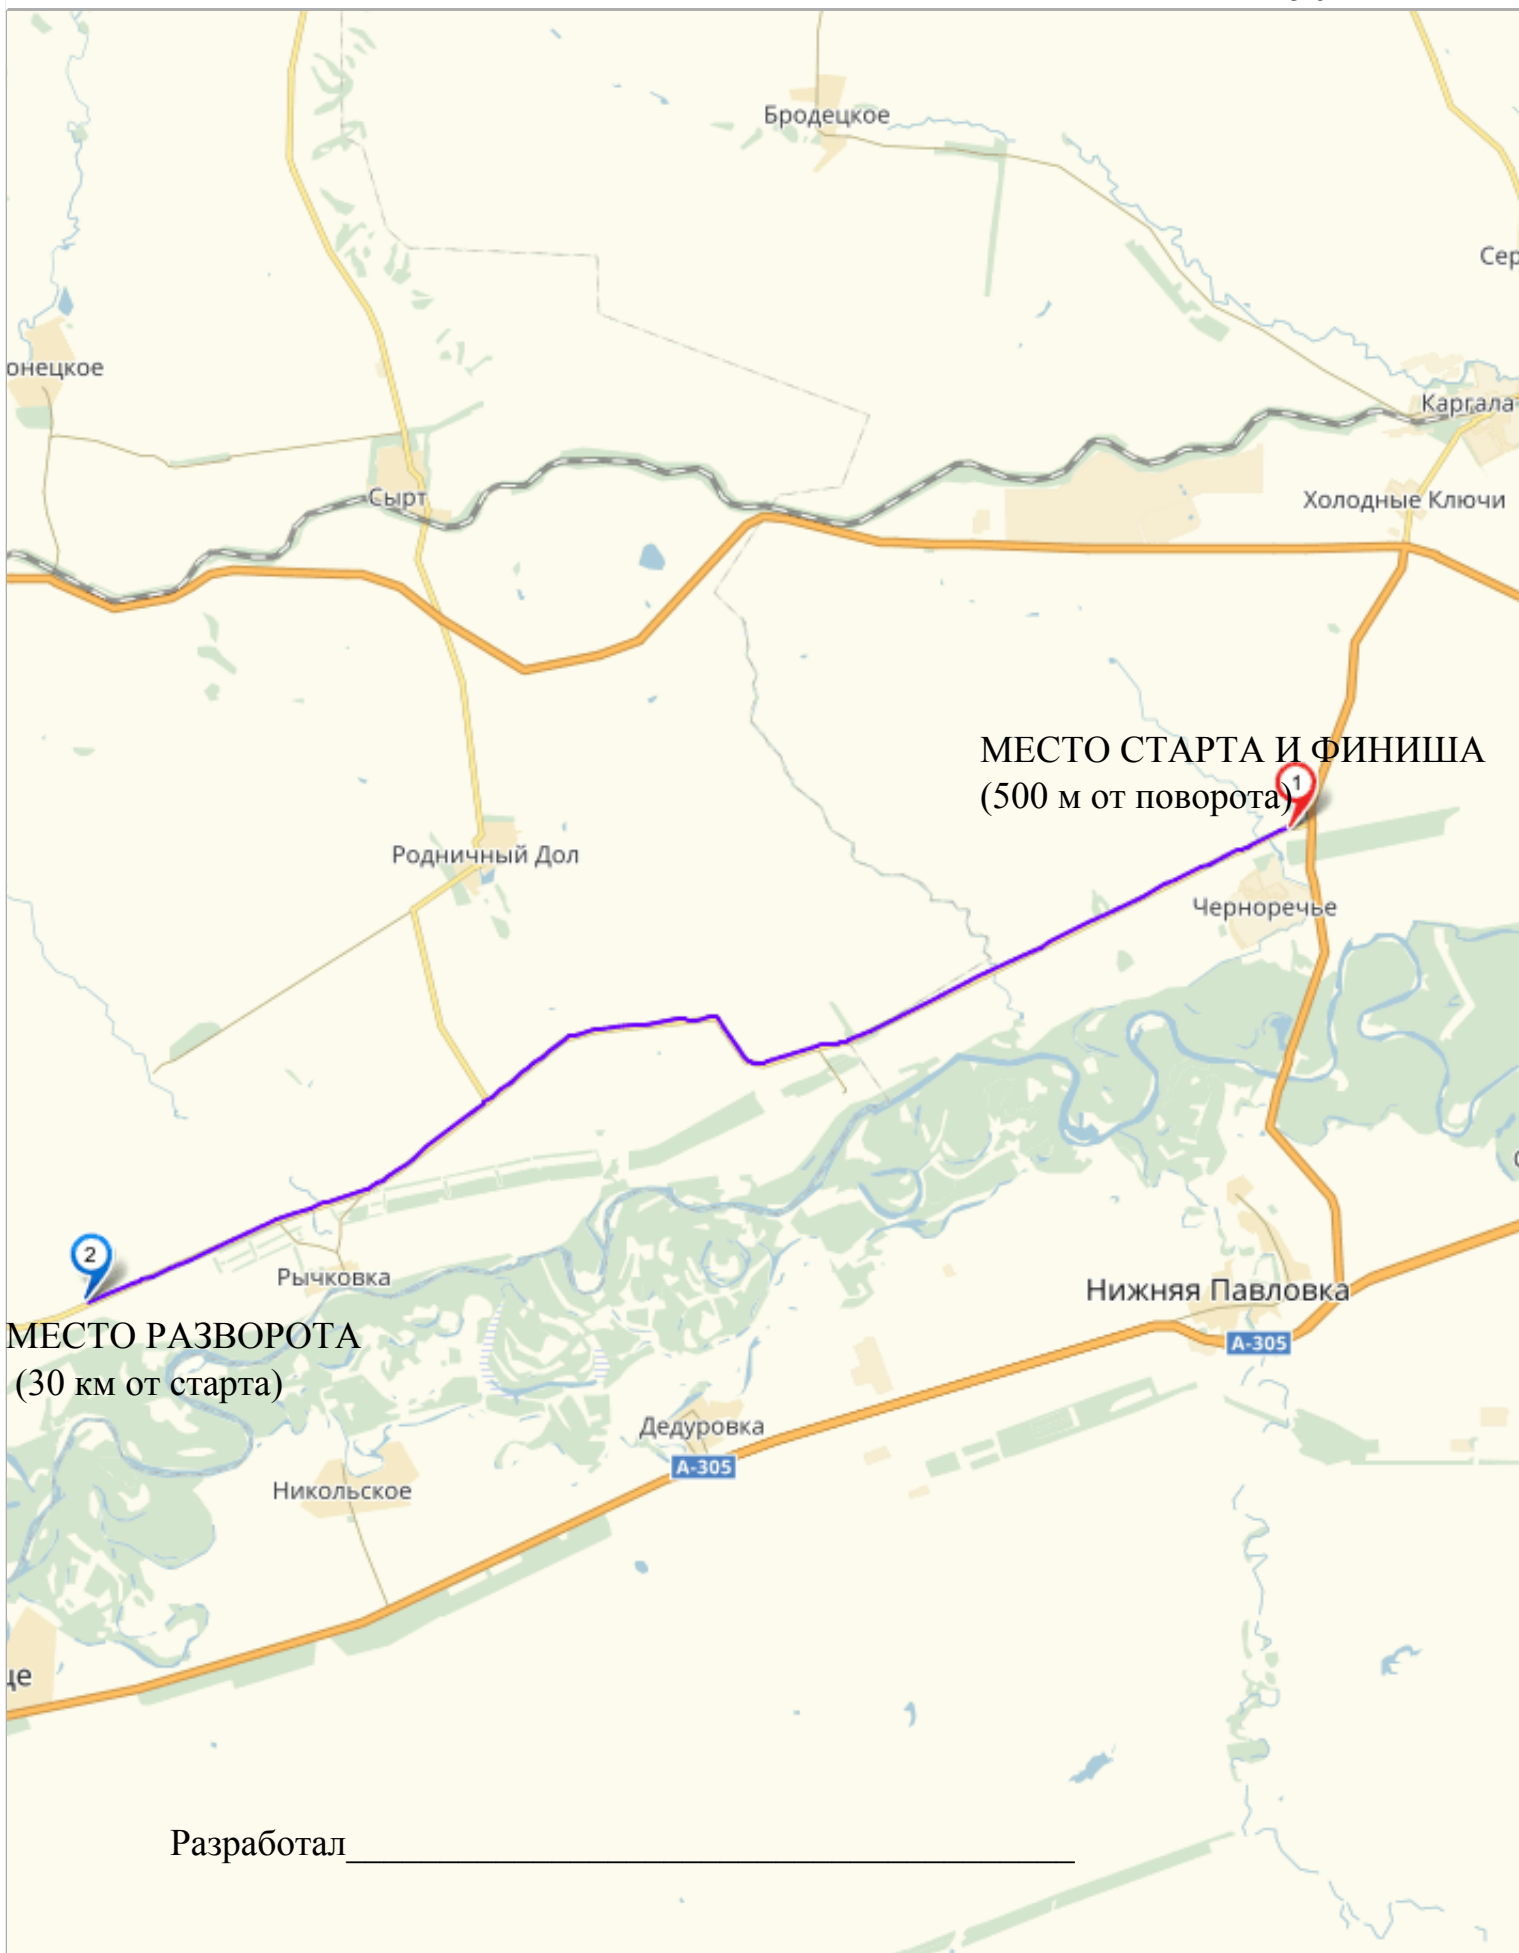 Бродецкое
Сер
онецкое
Каргала
Сырт
Холодные Ключи
МЕСТО СТАРТА И ФИНИША
(500 м от поворота)
1
Родничный Дол
Черноречье
2
Рычковка
Нижняя Павловка
МЕСТО РАЗВОРОТА
(30 км от старта)
А-305
Дедуровка
А-305
Никольское
це
Разработал_______________________________________